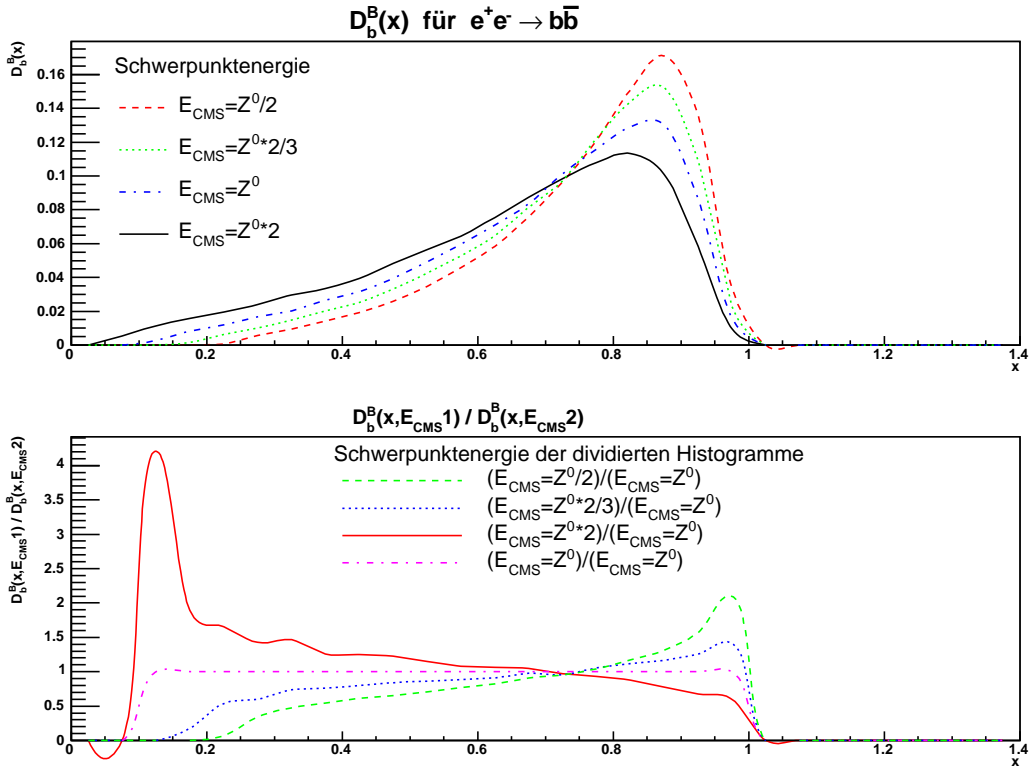 D_b^B(x) für e⁺e⁻ → bb̅
D_b^B(x)
Schwerpunktenergie
E_CMS=Z⁰/2
E_CMS=Z⁰*2/3
E_CMS=Z⁰
E_CMS=Z⁰*2
0.16
0.14
0.12
0.1
0.08
0.06
0.04
0.02
0
0 0.2 0.4 0.6 0.8 1 1.2 1.4
x
D_b^B(x,E_CMS1) / D_b^B(x,E_CMS2)
D_b^B(x,E_CMS1) / D_b^B(x,E_CMS2)
Schwerpunktenergie der dividierten Histogramme
(E_CMS=Z⁰/2)/(E_CMS=Z⁰)
(E_CMS=Z⁰*2/3)/(E_CMS=Z⁰)
(E_CMS=Z⁰*2)/(E_CMS=Z⁰)
(E_CMS=Z⁰)/(E_CMS=Z⁰)
4
3.5
3
2.5
2
1.5
1
0.5
0
0 0.2 0.4 0.6 0.8 1 1.2 1.4
x